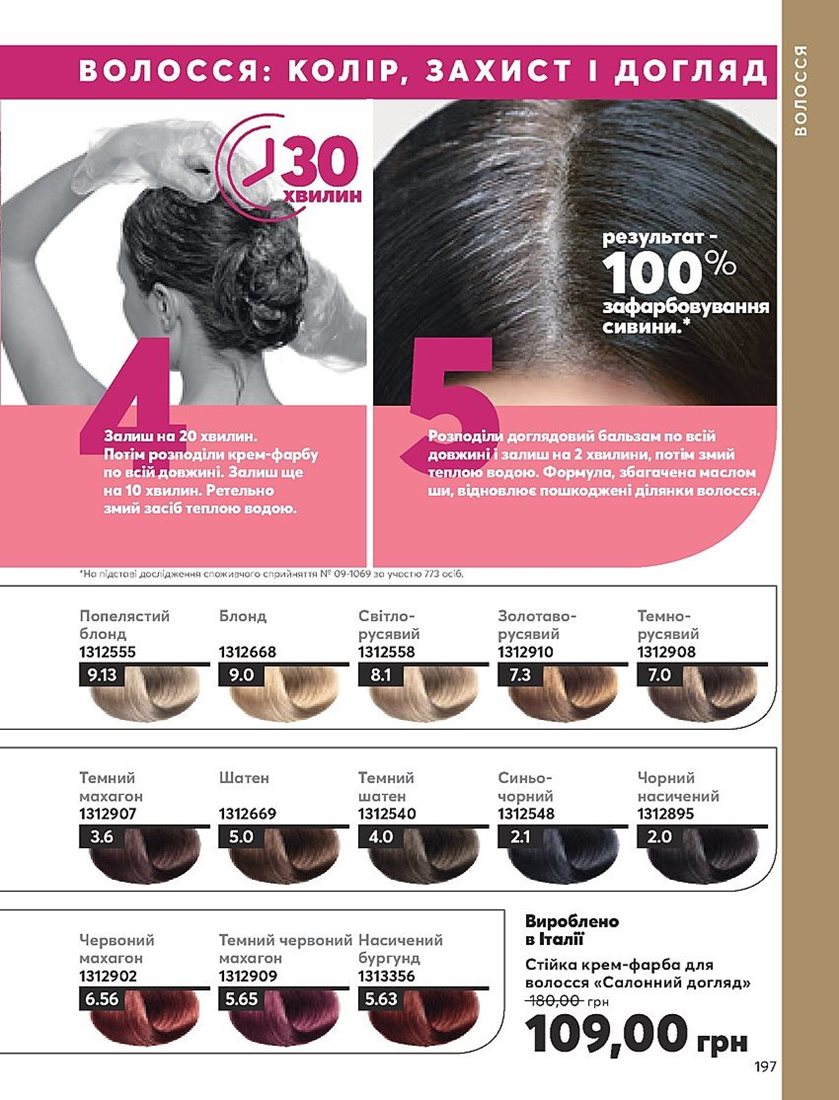 ВОЛОССЯ: КОЛІР, ЗАХИСТ І ДОГЛЯД
ВОЛОССЯ
30
ХВИЛИН
результат -
100%
зафарбовування
сивини.*
4
Залиш на 20 хвилин.
Потім розподіли крем-фарбу
по всій довжині. Залиш ще
на 10 хвилин. Ретельно
змий засіб теплою водою.
5
Розподіли доглядовий бальзам по всій
довжині і залиш на 2 хвилини, потім змий
теплою водою. Формула, збагачена маслом
ши, відновлює пошкоджені ділянки волосся.
*На підставі дослідження споживчого сприйняття № 09-1069 за участю 773 осіб.
Попелястий
блонд
1312555
9.13
Блонд
1312668
9.0
Світло-
русявий
1312558
8.1
Золотаво-
русявий
1312910
7.3
Темно-
русявий
1312908
7.0
Темний
махагон
1312907
3.6
Шатен
1312669
5.0
Темний
шатен
1312540
4.0
Синьо-
чорний
1312548
2.1
Чорний
насичений
1312895
2.0
Червоний
махагон
1312902
6.56
Темний червоний
махагон
1312909
5.65
Насичений
бургунд
1313356
5.63
Вироблено
в Італії
Стійка крем-фарба для
волосся «Салонний догляд»
180,00 грн
109,00 грн
197